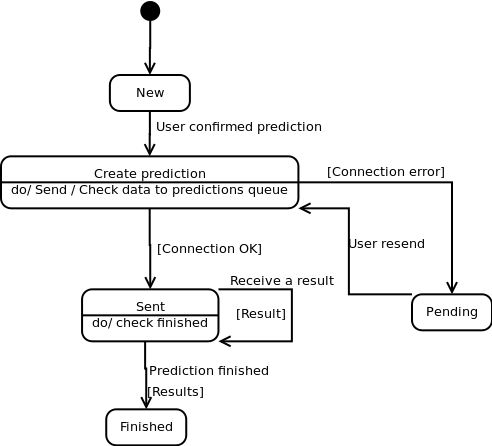 New
User confirmed prediction
Create prediction
do/ Send / Check data to predictions queue
[Connection error]
[Connection OK]
User resend
Receive a result
Sent
do/ check finished
[Result]
Pending
Prediction finished
[Results]
Finished